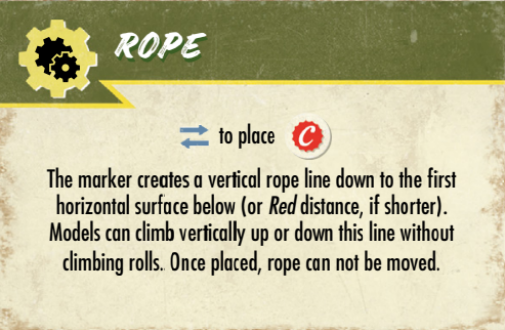 ROPE
to place C
The marker creates a vertical rope line down to the first
horizontal surface below (or Red distance, if shorter).
Models can climb vertically up or down this line without
climbing rolls. Once placed, rope can not be moved.